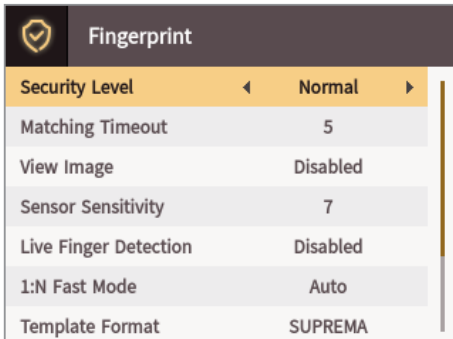 Fingerprint
Security Level Normal
Matching Timeout 5
View Image Disabled
Sensor Sensitivity 7
Live Finger Detection Disabled
1:N Fast Mode Auto
Template Format SUPREMA